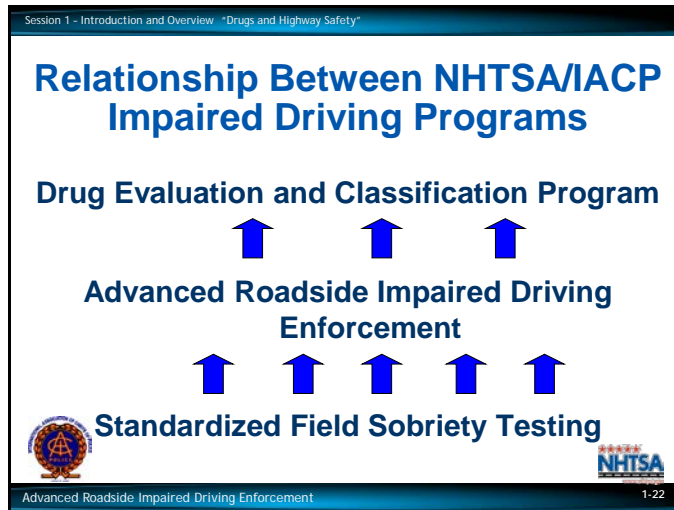 Session 1 - Introduction and Overview "Drugs and Highway Safety"
Relationship Between NHTSA/IACP
Impaired Driving Programs
Drug Evaluation and Classification Program
Advanced Roadside Impaired Driving
Enforcement
Standardized Field Sobriety Testing
NHTSA
Advanced Roadside Impaired Driving Enforcement
1-22